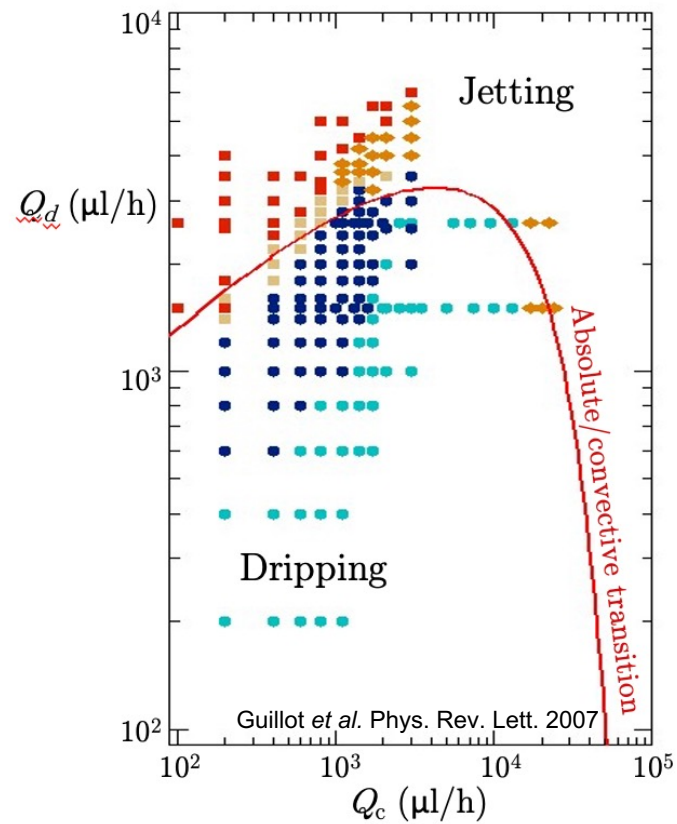 10⁴
Jetting
Q_d (μl/h)
10³
Absolute/convective transition
Dripping
10²
Guillot et al. Phys. Rev. Lett. 2007
10² 10³ 10⁴ 10⁵
Q_c (μl/h)